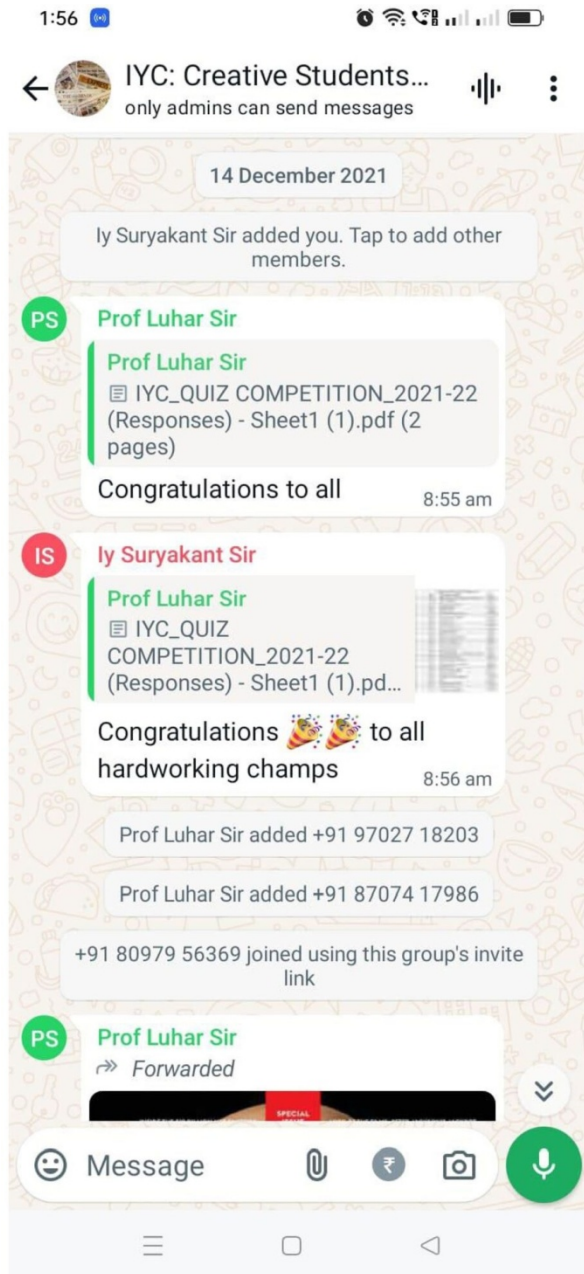 1:56
IYC: Creative Students...
only admins can send messages
14 December 2021
Iy Suryakant Sir added you. Tap to add other
members.
PS
Prof Luhar Sir
Prof Luhar Sir
IYC_QUIZ COMPETITION_2021-22
(Responses) - Sheet1 (1).pdf (2
pages)
Congratulations to all
8:55 am
IS
Iy Suryakant Sir
Prof Luhar Sir
IYC_QUIZ
COMPETITION_2021-22
(Responses) - Sheet1 (1).pd...
Congratulations 🎉🎉 to all
hardworking champs
8:56 am
Prof Luhar Sir added +91 97027 18203
Prof Luhar Sir added +91 87074 17986
+91 80979 56369 joined using this group's invite
link
PS
Prof Luhar Sir
Forwarded
SPECIAL
Message
₹